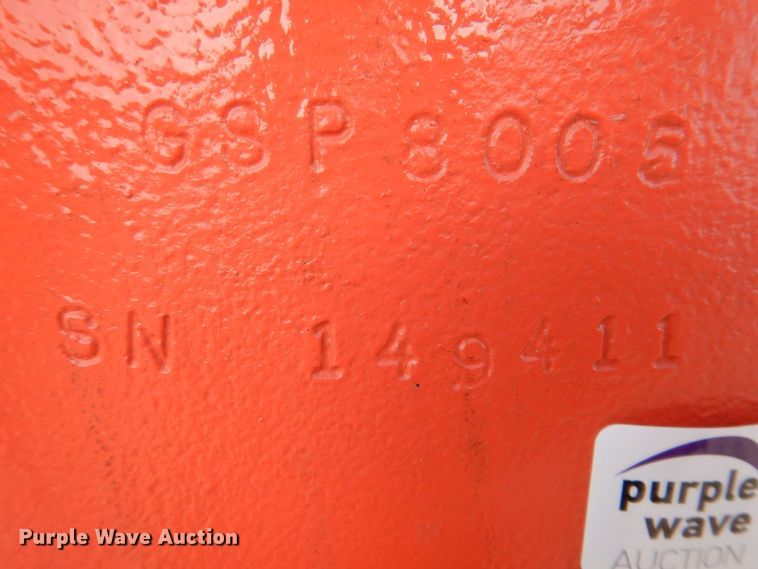 GSP8005
SN 149411
purple
wave
AUCTION
Purple Wave Auction